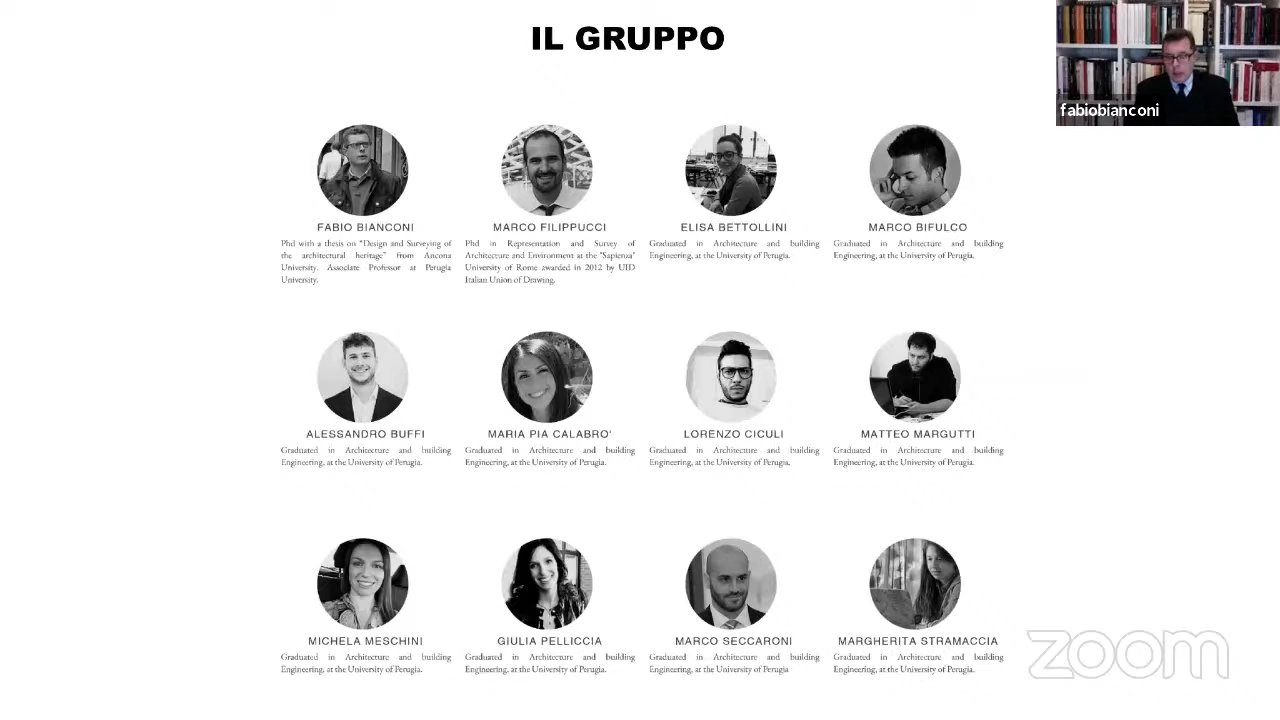 IL GRUPPO
fabiobianconi
FABIO BIANCONI
Phd with a thesis on "Design and Surveying of
the architectural heritage" from Ancona
University. Associate Professor at Perugia
University.
MARCO FILIPPUCCI
Phd in Representation and Survey of
Architecture and Environment at the "Sapienza"
University of Rome awarded in 2012 by UID
Italian Union of Drawing.
ELISA BETTOLLINI
Graduated in Architecture and building
Engineering, at the University of Perugia.
MARCO BIFULCO
Graduated in Architecture and building
Engineering, at the University of Perugia.
ALESSANDRO BUFFI
Graduated in Architecture and building
Engineering, at the University of Perugia.
MARIA PIA CALABRO'
Graduated in Architecture and building
Engineering, at the University of Perugia.
LORENZO CICULI
Graduated in Architecture and building
Engineering, at the University of Perugia.
MATTEO MARGUTTI
Graduated in Architecture and building
Engineering, at the University of Perugia.
MICHELA MESCHINI
Graduated in Architecture and building
Engineering, at the University of Perugia.
GIULIA PELLICCIA
Graduated in Architecture and building
Engineering, at the University of Perugia.
MARCO SECCARONI
Graduated in Architecture and building
Engineering, at the University of Perugia
MARGHERITA STRAMACCIA
Graduated in Architecture and building
Engineering, at the University of Perugia.
zoom